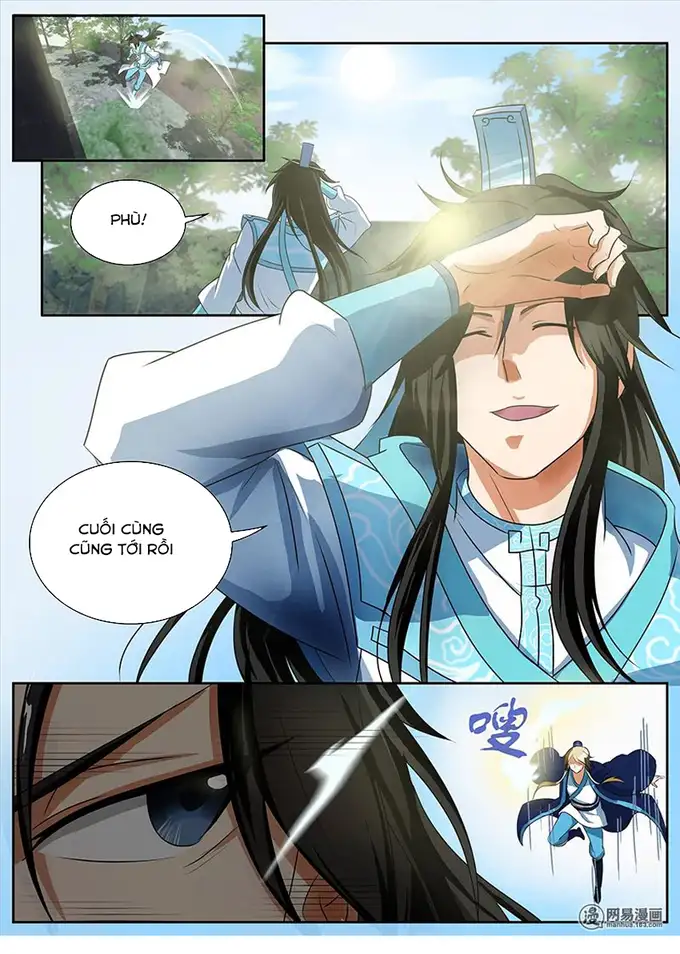 PHÙ!
CUỐI CÙNG
CŨNG TỚI RỒI
嗖
网易漫画
manhua.163.com